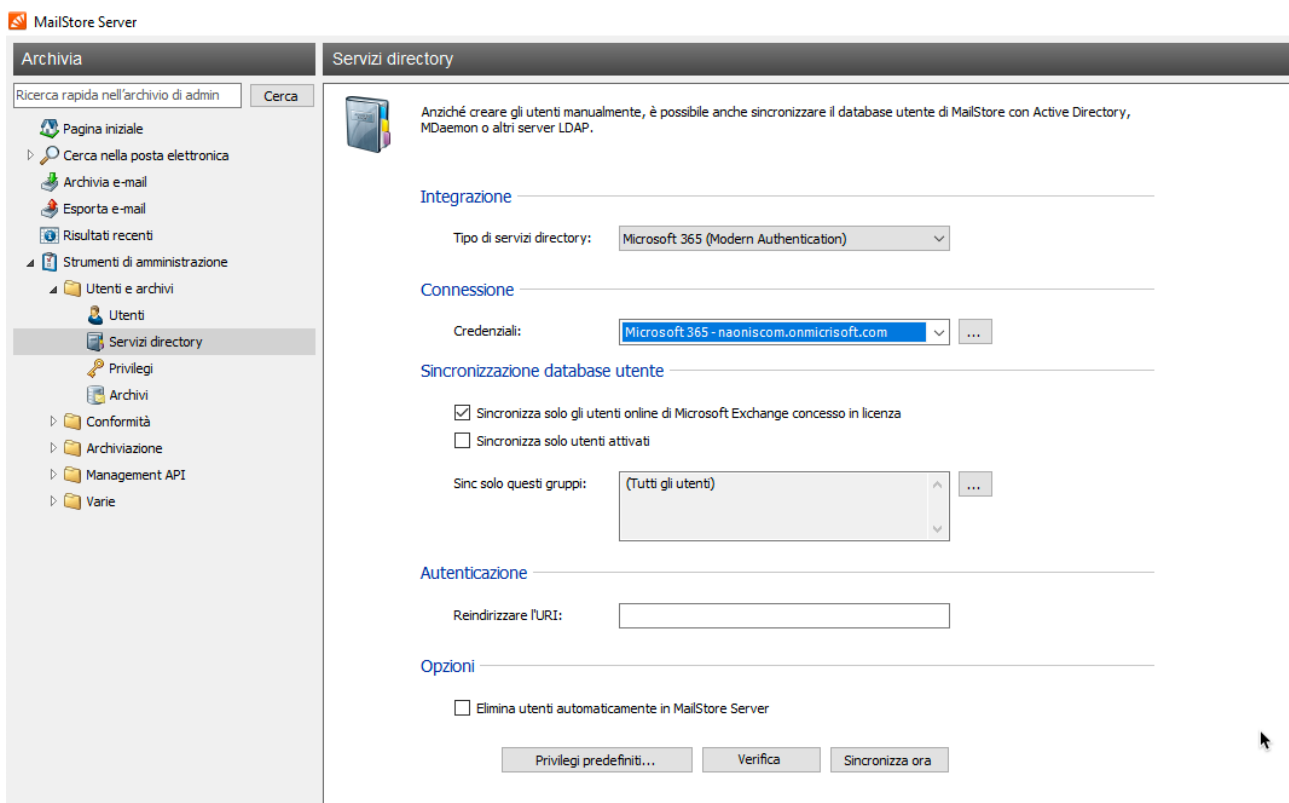 MailStore Server
Archivia
Servizi directory
Ricerca rapida nell'archivio di admin
Cerca
Pagina iniziale
Cerca nella posta elettronica
Archivia e-mail
Esporta e-mail
Risultati recenti
Strumenti di amministrazione
Utenti e archivi
Utenti
Servizi directory
Privilegi
Archivi
Conformità
Archiviazione
Management API
Varie
Anziché creare gli utenti manualmente, è possibile anche sincronizzare il database utente di MailStore con Active Directory,
MDaemon o altri server LDAP.
Integrazione
Tipo di servizi directory:
Microsoft 365 (Modern Authentication)
Connessione
Credenziali:
Microsoft 365 - naoniscom.onmicrisoft.com
...
Sincronizzazione database utente
Sincronizza solo gli utenti online di Microsoft Exchange concesso in licenza
Sincronizza solo utenti attivati
Sinc solo questi gruppi:
(Tutti gli utenti)
...
Autenticazione
Reindirizzare l'URI:
Opzioni
Elimina utenti automaticamente in MailStore Server
Privilegi predefiniti...
Verifica
Sincronizza ora